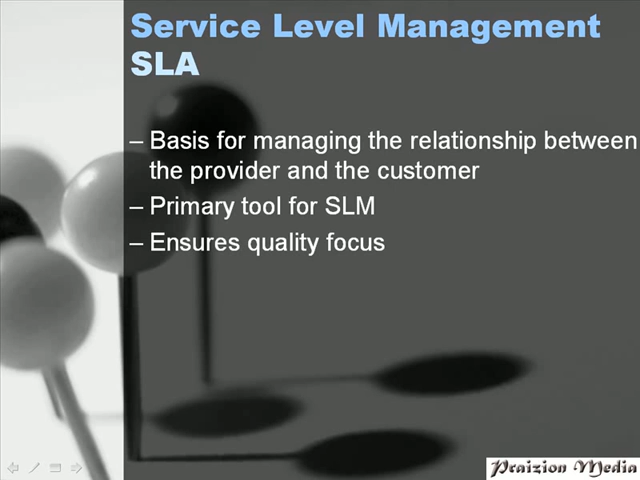 Service Level Management
SLA
– Basis for managing the relationship between
the provider and the customer
– Primary tool for SLM
– Ensures quality focus
Praizion Media